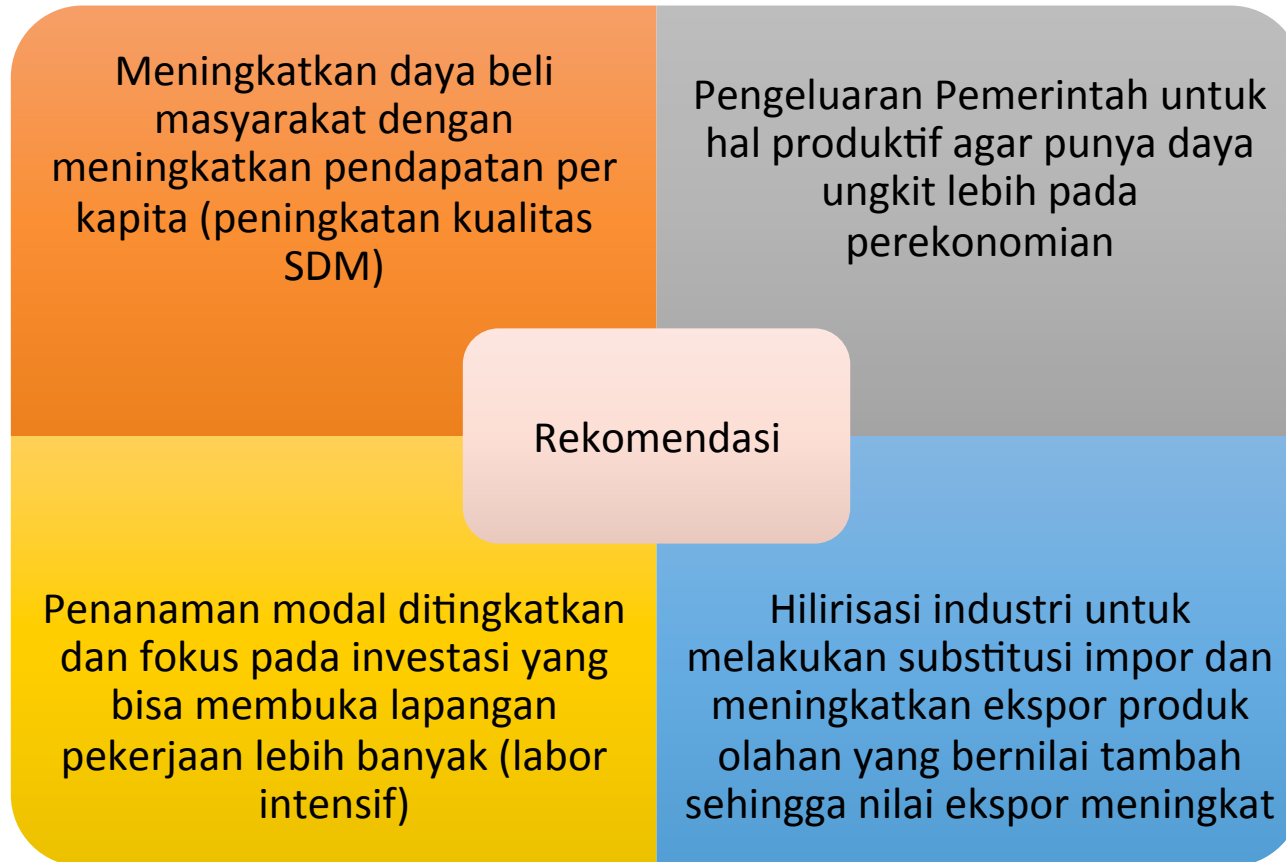 Meningkatkan daya beli
masyarakat dengan
meningkatkan pendapatan per
kapita (peningkatan kualitas
SDM)
Pengeluaran Pemerintah untuk
hal produktif agar punya daya
ungkit lebih pada
perekonomian
Rekomendasi
Penanaman modal ditingkatkan
dan fokus pada investasi yang
bisa membuka lapangan
pekerjaan lebih banyak (labor
intensif)
Hilirisasi industri untuk
melakukan substitusi impor dan
meningkatkan ekspor produk
olahan yang bernilai tambah
sehingga nilai ekspor meningkat